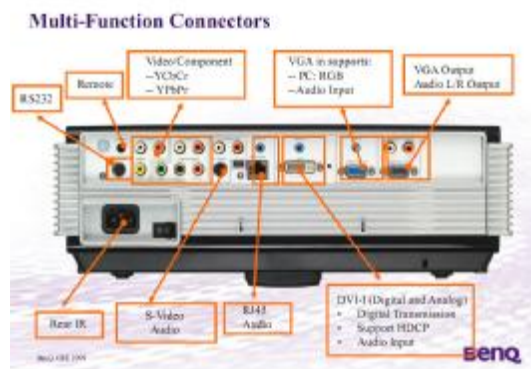 Multi-Function Connectors
Video/Component
--YCbCr
-- YPbPr
VGA in supports:
-- PC: RGB
--Audio Input
VGA Output
Audio L/R Output
Remote
RS232
Rear IR
S-Video
Audio
RJ45
Audio
DVI-I (Digital and Analog)
• Digital Transmission
• Support HDCP
• Audio Input
BenQ
BenQ